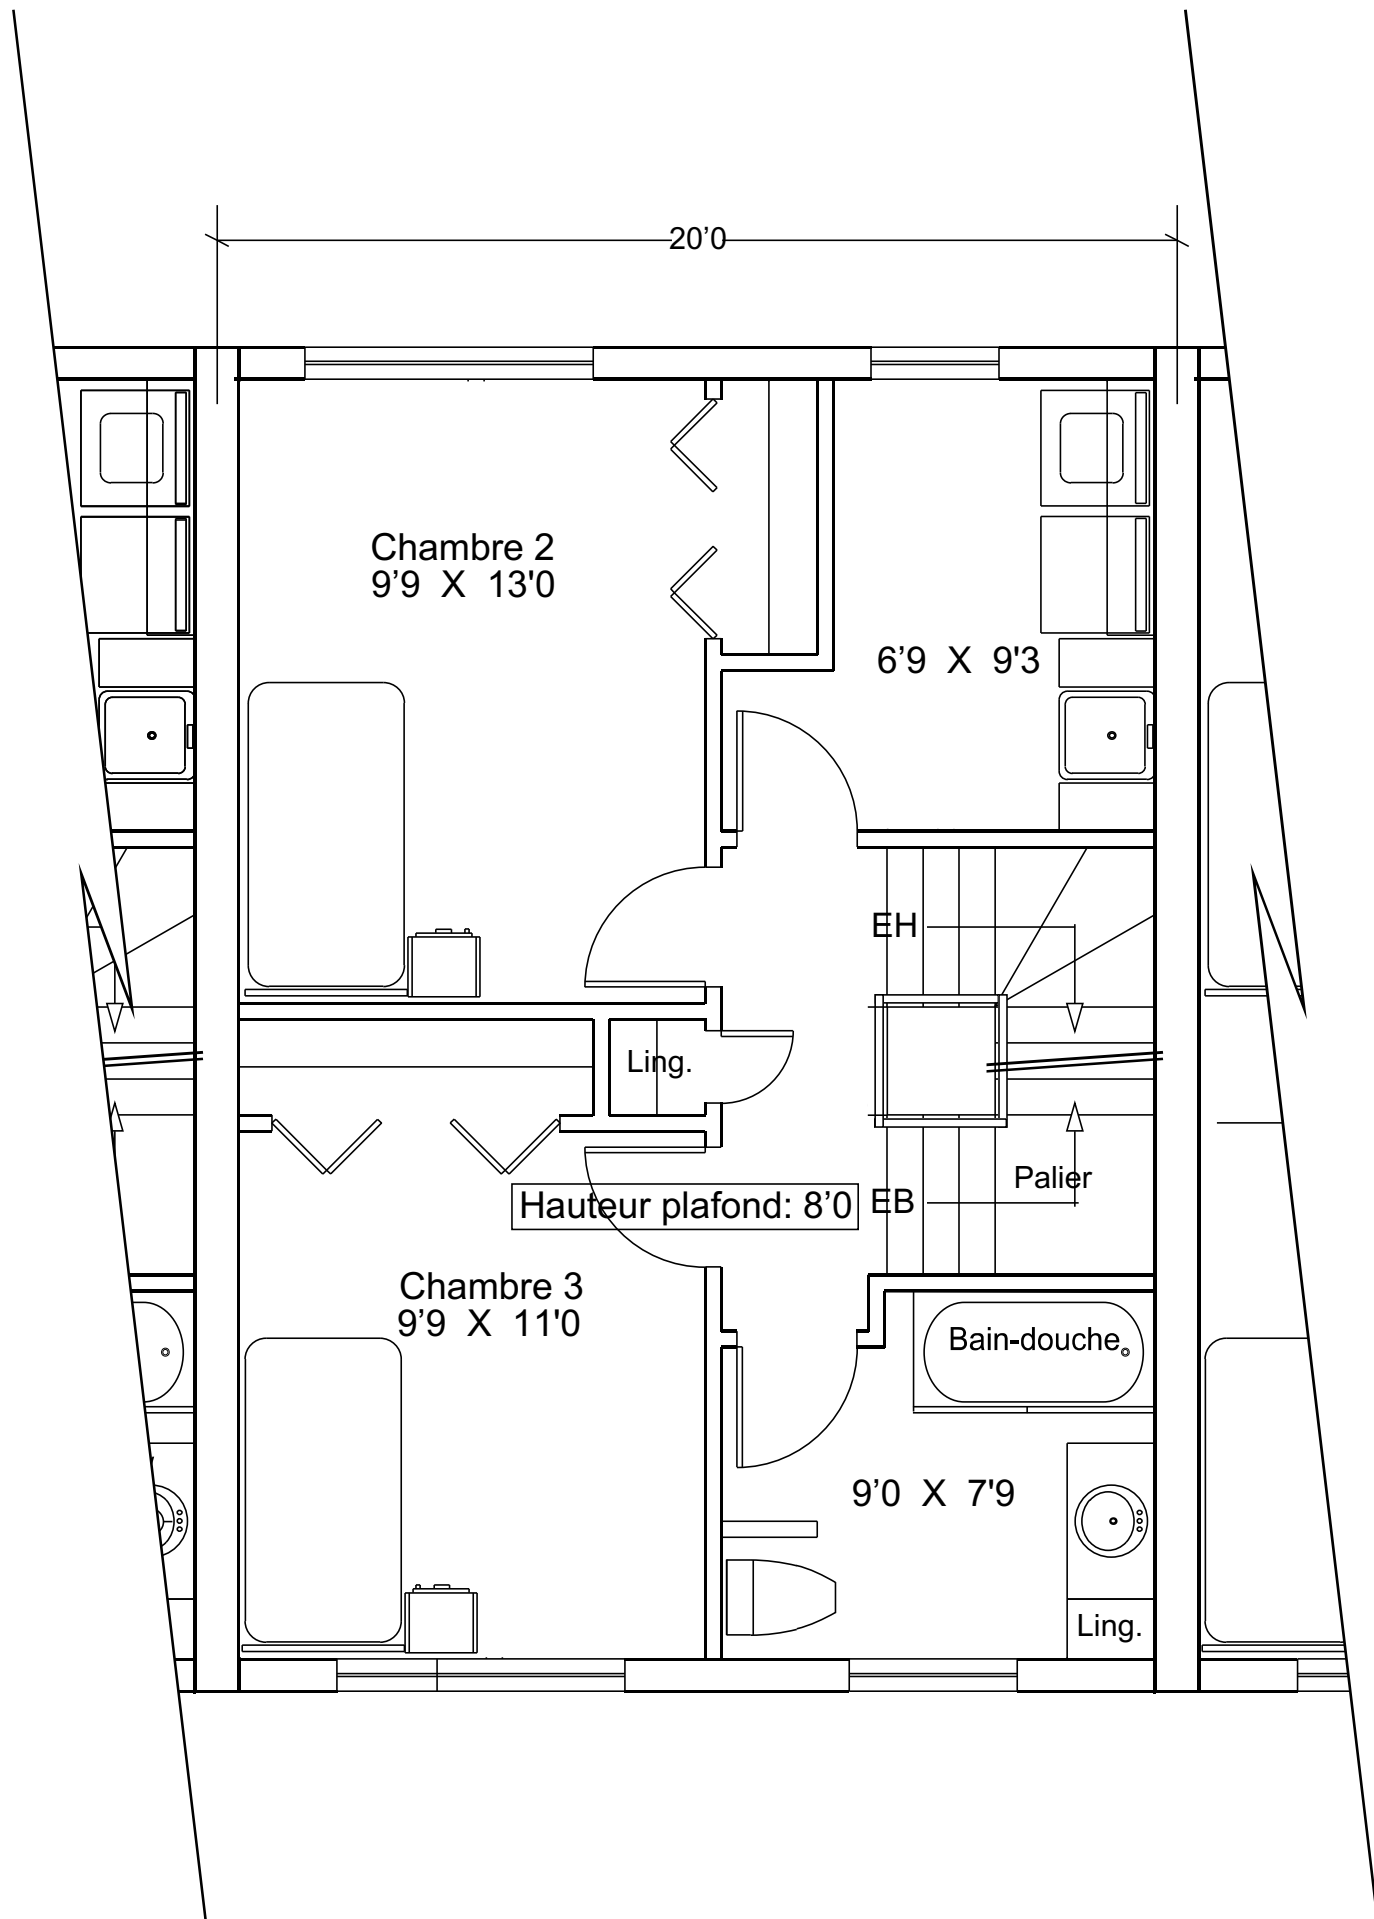 20’0
Chambre 2
9’9 X 13'0
6’9 X 9'3
EH
Ling.
Palier
EB
Hauteur plafond: 8’0
Chambre 3
9’9 X 11'0
Bain-douche
9’0 X 7'9
Ling.